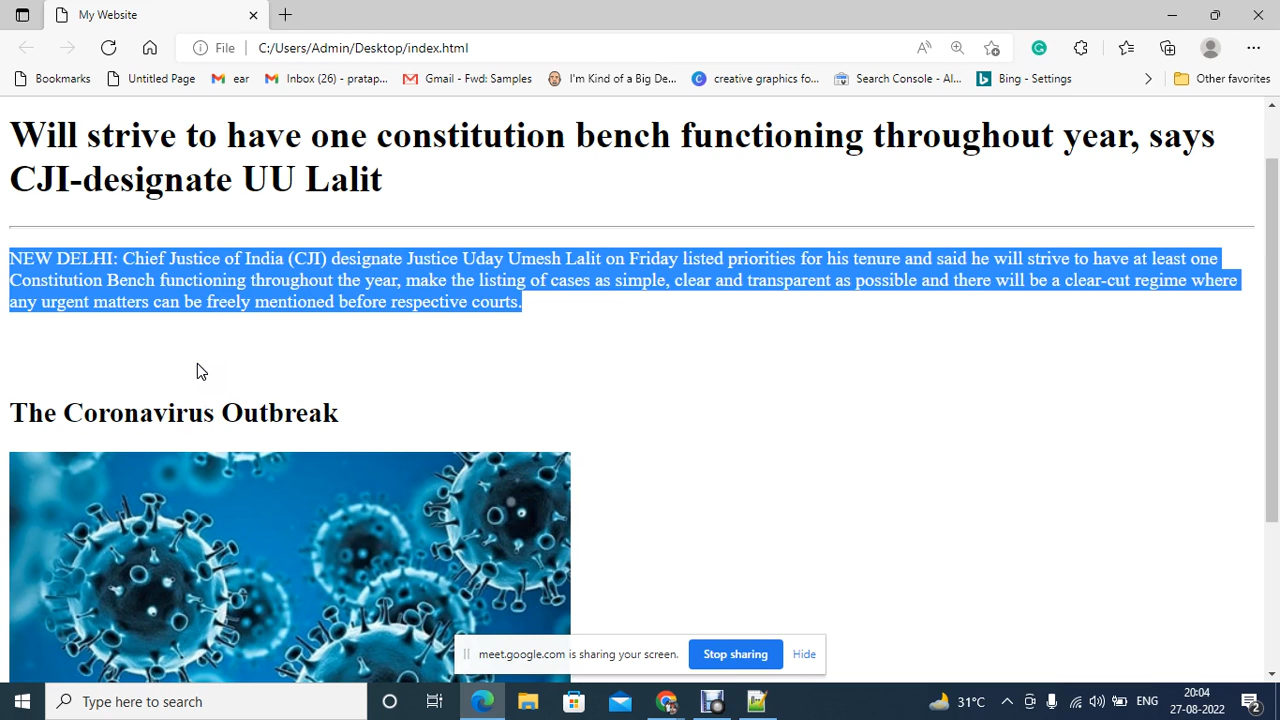 My Website
File
C:/Users/Admin/Desktop/index.html
Bookmarks
Untitled Page
ear
Inbox (26) - pratap...
Gmail - Fwd: Samples
I'm Kind of a Big De...
creative graphics fo...
Search Console - Al...
Bing - Settings
Other favorites
Will strive to have one constitution bench functioning throughout year, says
CJI-designate UU Lalit
NEW DELHI: Chief Justice of India (CJI) designate Justice Uday Umesh Lalit on Friday listed priorities for his tenure and said he will strive to have at least one
Constitution Bench functioning throughout the year, make the listing of cases as simple, clear and transparent as possible and there will be a clear-cut regime where
any urgent matters can be freely mentioned before respective courts.
The Coronavirus Outbreak
meet.google.com is sharing your screen.
Stop sharing
Hide
Type here to search
31°C
ENG
20:04
27-08-2022
2